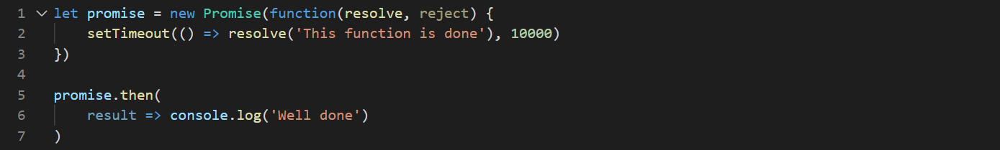 1 let promise = new Promise(function(resolve, reject) {
2     setTimeout(() => resolve('This function is done'), 10000)
3 })
4
5 promise.then(
6     result => console.log('Well done')
7 )